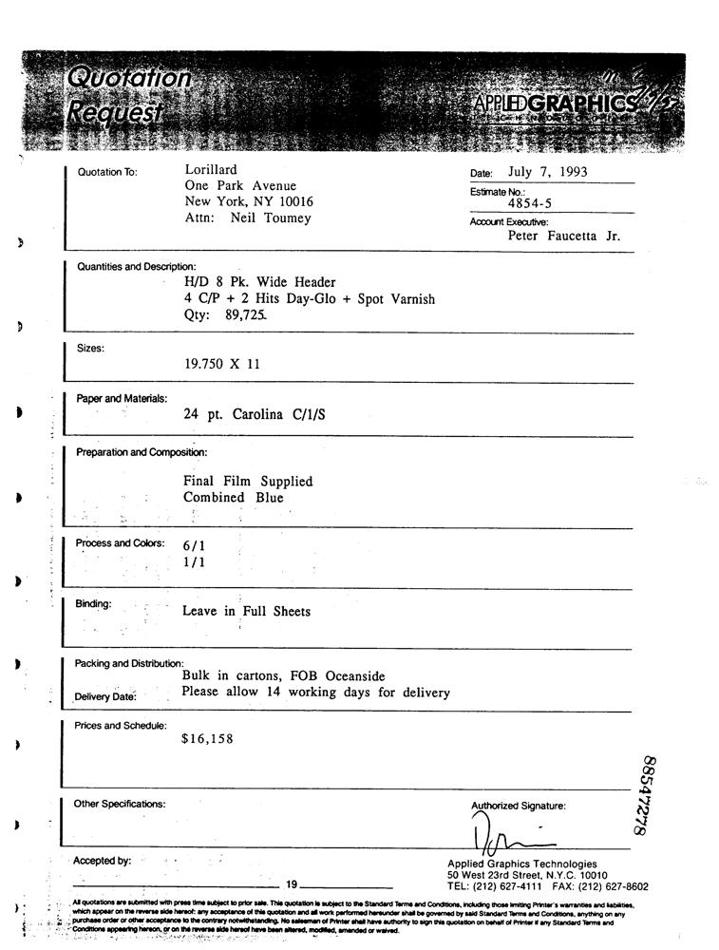 Quotation
Request
APPLIED GRAPHICS
Quotation To:
Lorillard
One Park Avenue
New York, NY 10016
Attn: Neil Toumey
Date: July 7, 1993
Estimate No.:
4854-5
Account Executive:
Peter Faucetta Jr.
Quantities and Description:
H/D 8 Pk. Wide Header
4 C/P + 2 Hits Day-Glo + Spot Varnish
Qty: 89,725
Sizes:
19.750 X 11
Paper and Materials:
24 pt. Carolina C/1/S
Preparation and Composition:
Final Film Supplied
Combined Blue
Process and Colors: 6/1
1/1
Binding:
Leave in Full Sheets
Packing and Distribution:
Bulk in cartons, FOB Oceanside
Delivery Date: Please allow 14 working days for delivery
Prices and Schedule:
$16,158
Other Specifications:
Authorized Signature:
88547278
Accepted by:
19
Applied Graphics Technologies
50 West 23rd Street, N.Y.C. 10010
TEL: (212) 627-4111 FAX: (212) 627-8602
All quotations are submitted with press time subject to prior sale. This quotation is subject to the Standard Terms and Conditions, including those limiting Printer's warranties and liabilities,
which appear on the reverse side hereof: any acceptance of this quotation and all work performed hereunder shall be governed by said Standard Terms and Conditions, anything on any
purchase order or other acceptance to the contrary notwithstanding. No salesman of Printer shall have authority to sign this quotation on behalf of Printer if any Standard Terms and
Conditions appearing hereon, or on the reverse side hereof have been altered, modified, amended or waived.